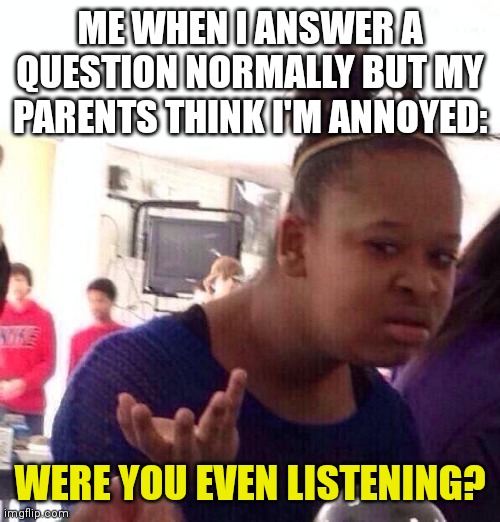 ME WHEN I ANSWER A
QUESTION NORMALLY BUT MY
PARENTS THINK I'M ANNOYED:
WERE YOU EVEN LISTENING?
imgflip.com